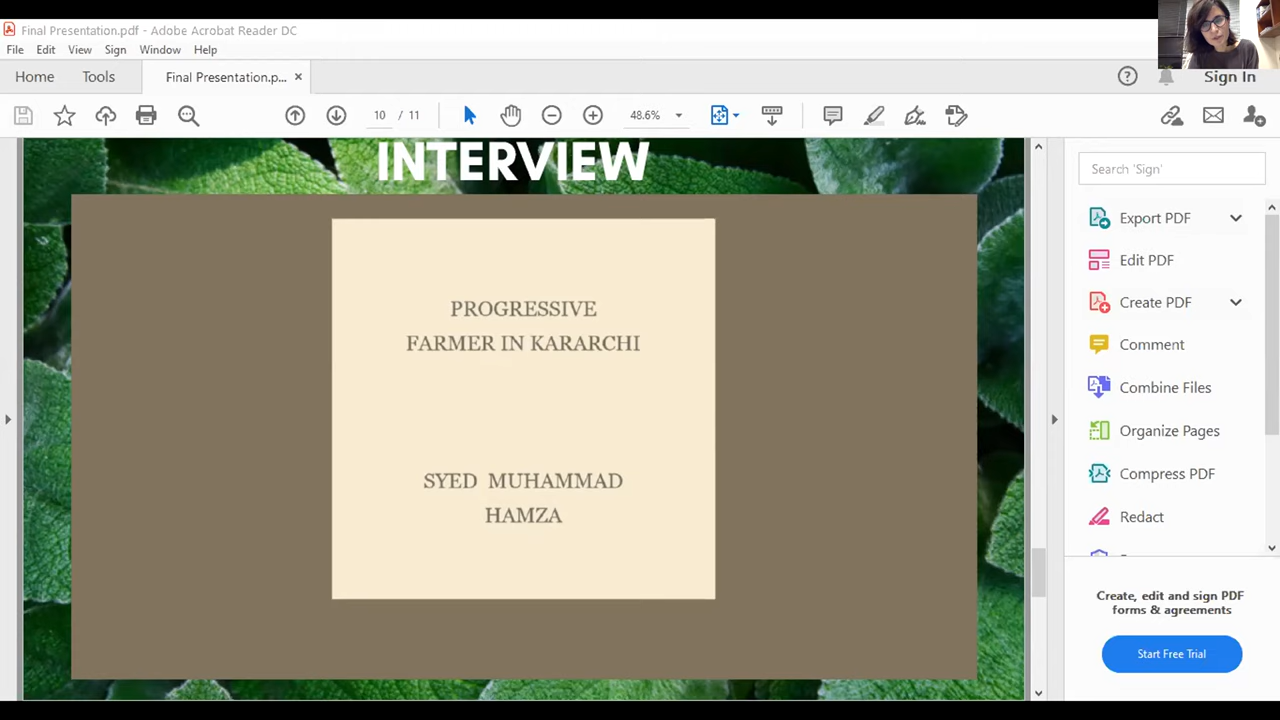 Final Presentation.pdf - Adobe Acrobat Reader DC
File Edit View Sign Window Help
Home Tools Final Presentation.p... ×
Sign In
10 / 11 48.6%
INTERVIEW
PROGRESSIVE
FARMER IN KARARCHI
SYED MUHAMMAD
HAMZA
Search 'Sign'
Export PDF
Edit PDF
Create PDF
Comment
Combine Files
Organize Pages
Compress PDF
Redact
Create, edit and sign PDF
forms & agreements
Start Free Trial